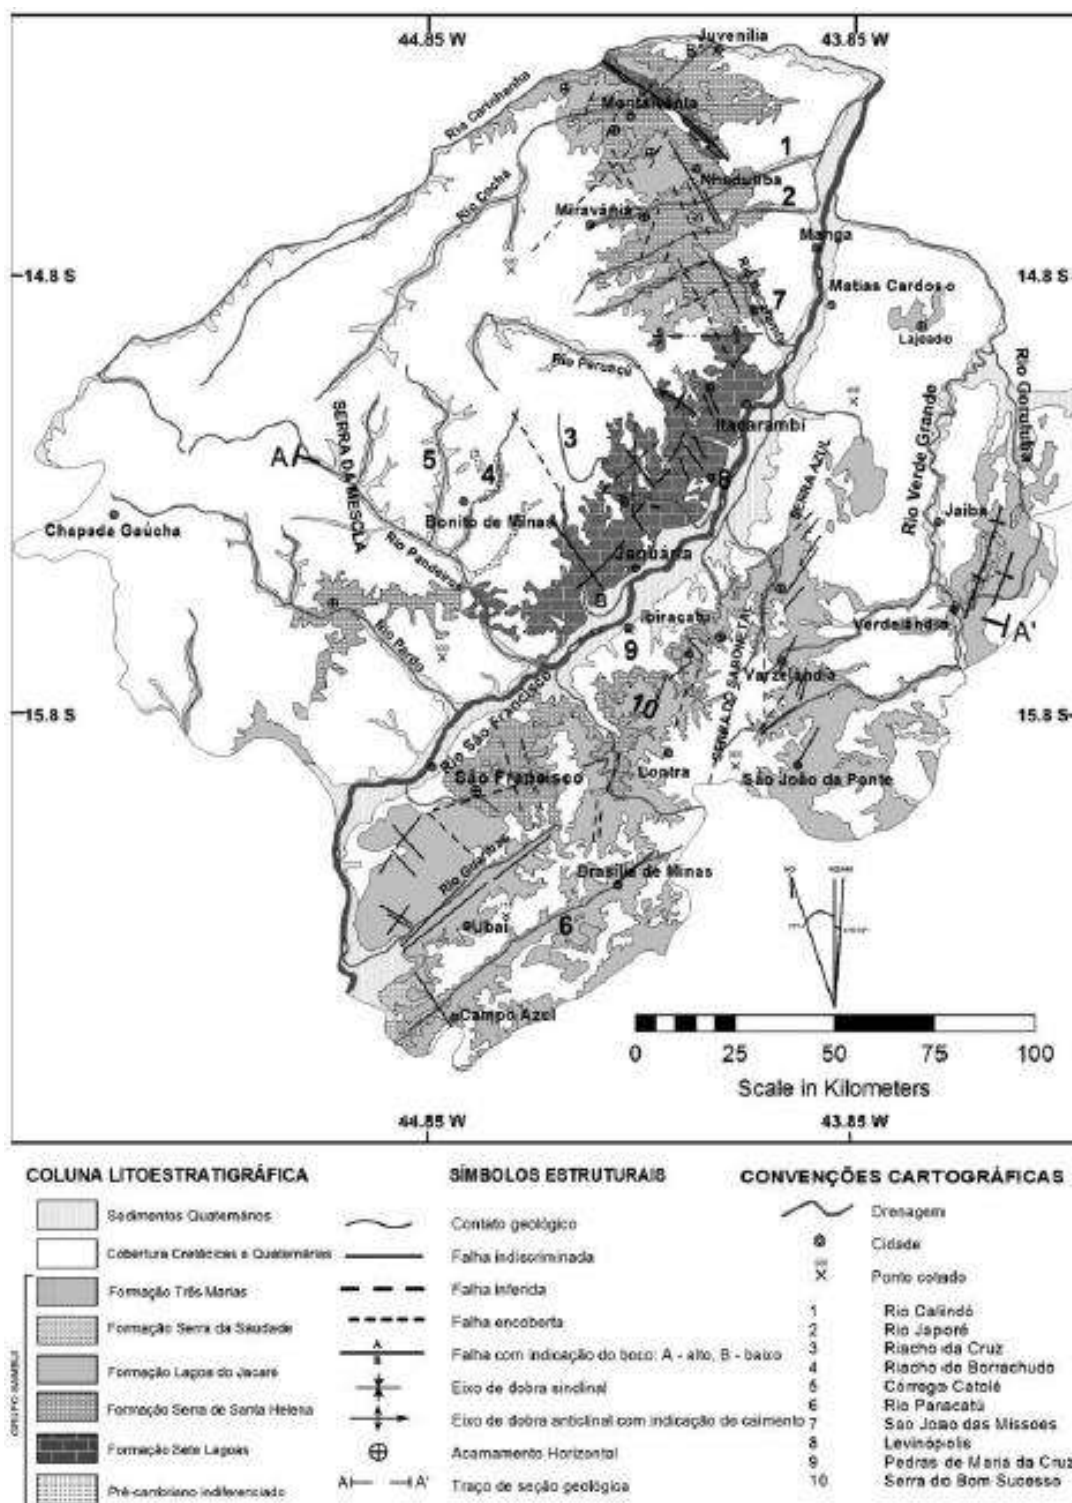 44.85 W
43.85 W
Juvenília
Rio Carinhanha
Montalvânia
1
Rio Cochá
Nhandutiba
2
Miravânia
Manga
14.8 S
14.8 S
Matias Cardoso
7
Lajeado
Rio Peruaçu
Rio Gorutuba
Itacarambi
SERRA DA MESCLA
3
A
5
4
8
SERRA AZUL
Rio Verde Grande
Bonito de Minas
Chapada Gaúcha
Jaíba
Rio Pandeiros
Januária
Ibiracatu
Verdelândia
A'
9
Rio Pardo
SERRA DO SABONETAL
Varzelândia
10
15.8 S
15.8 S
Rio São Francisco
Lontra
São Francisco
São João da Ponte
Brasília de Minas
Ubaí
6
Campo Azul
0 25 50 75 100
Scale in Kilometers
44.85 W
43.85 W
COLUNA LITOESTRATIGRÁFICA
Sedimentos Quaternários
Cobertura Cretácicas e Quaternárias
Formação Três Marias
Formação Serra da Saudade
Formação Lagoa do Jacaré
Formação Serra de Santa Helena
Formação Sete Lagoas
Pré-cambriano indiferenciado
GRUPO BAMBUÍ
SÍMBOLOS ESTRUTURAIS
Contato geológico
Falha indiscriminada
Falha Inferida
Falha encoberta
A
B
Falha com indicação do boco: A - alto, B - baixo
Eixo de dobra sinclinal
Eixo de dobra anticlinal com indicação de caimento
Acamamento Horizontal
A A' Traço de seção geológica
CONVENÇÕES CARTOGRÁFICAS
Drenagem
Cidade
Ponto cotado
1 Rio Calindó
2 Rio Japoré
3 Riacho da Cruz
4 Riacho do Borrachudo
5 Córrego Catolé
6 Rio Paracatú
7 Sao Joao das Missoes
8 Levinópolis
9 Pedras de Maria da Cruz
10 Serra do Bom Sucesso